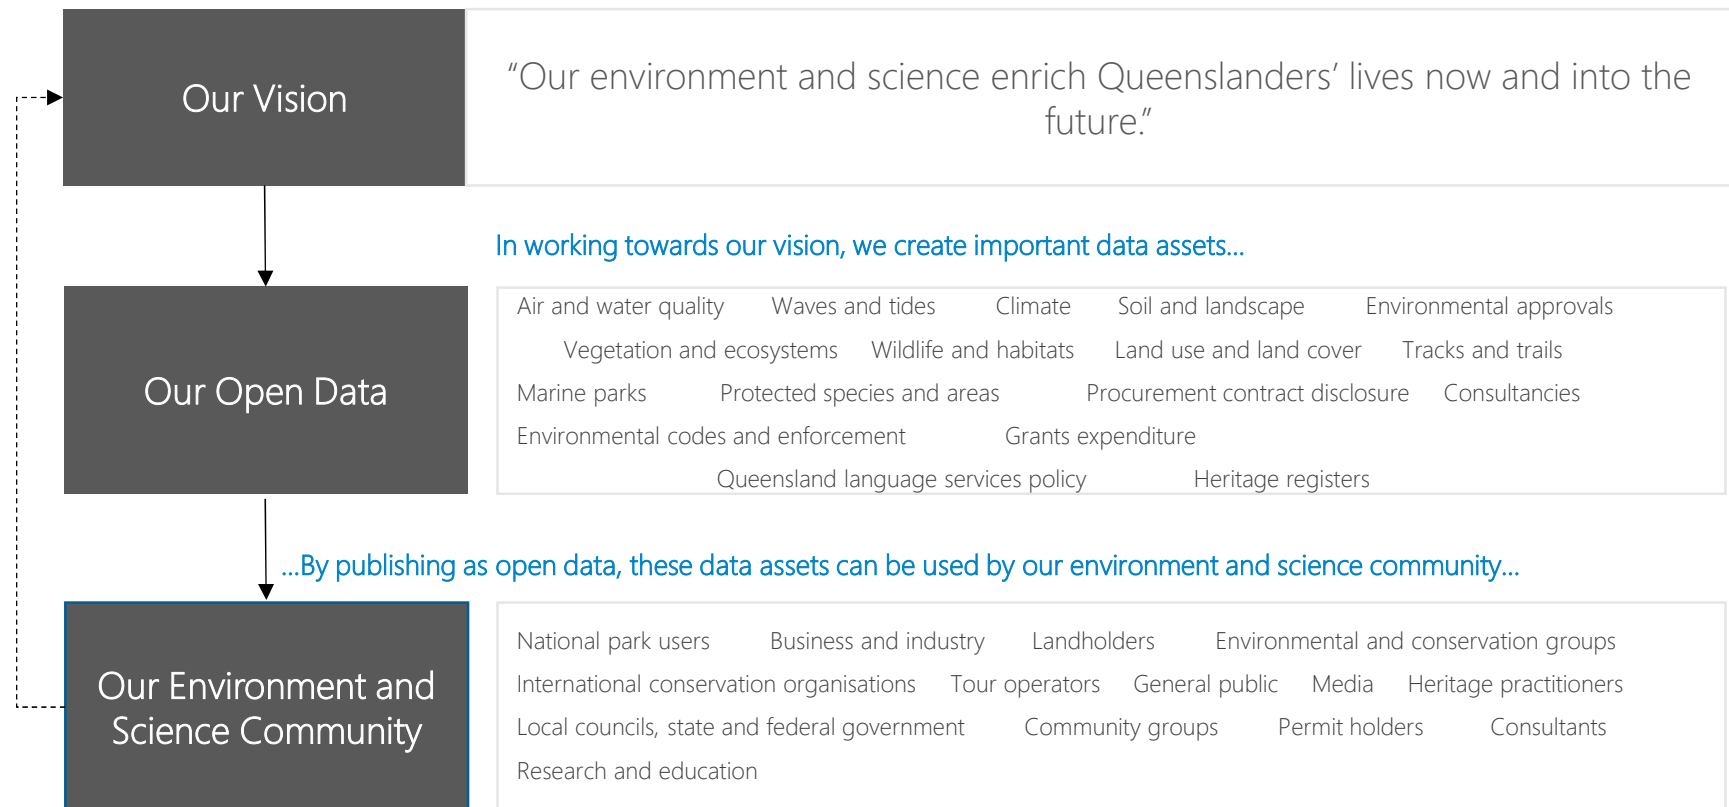 Our Vision
“Our environment and science enrich Queenslanders’ lives now and into the
future.”
In working towards our vision, we create important data assets...
Our Open Data
Air and water quality Waves and tides Climate Soil and landscape Environmental approvals
Vegetation and ecosystems Wildlife and habitats Land use and land cover Tracks and trails
Marine parks Protected species and areas Procurement contract disclosure Consultancies
Environmental codes and enforcement Grants expenditure
Queensland language services policy Heritage registers
...By publishing as open data, these data assets can be used by our environment and science community...
Our Environment and
Science Community
National park users Business and industry Landholders Environmental and conservation groups
International conservation organisations Tour operators General public Media Heritage practitioners
Local councils, state and federal government Community groups Permit holders Consultants
Research and education